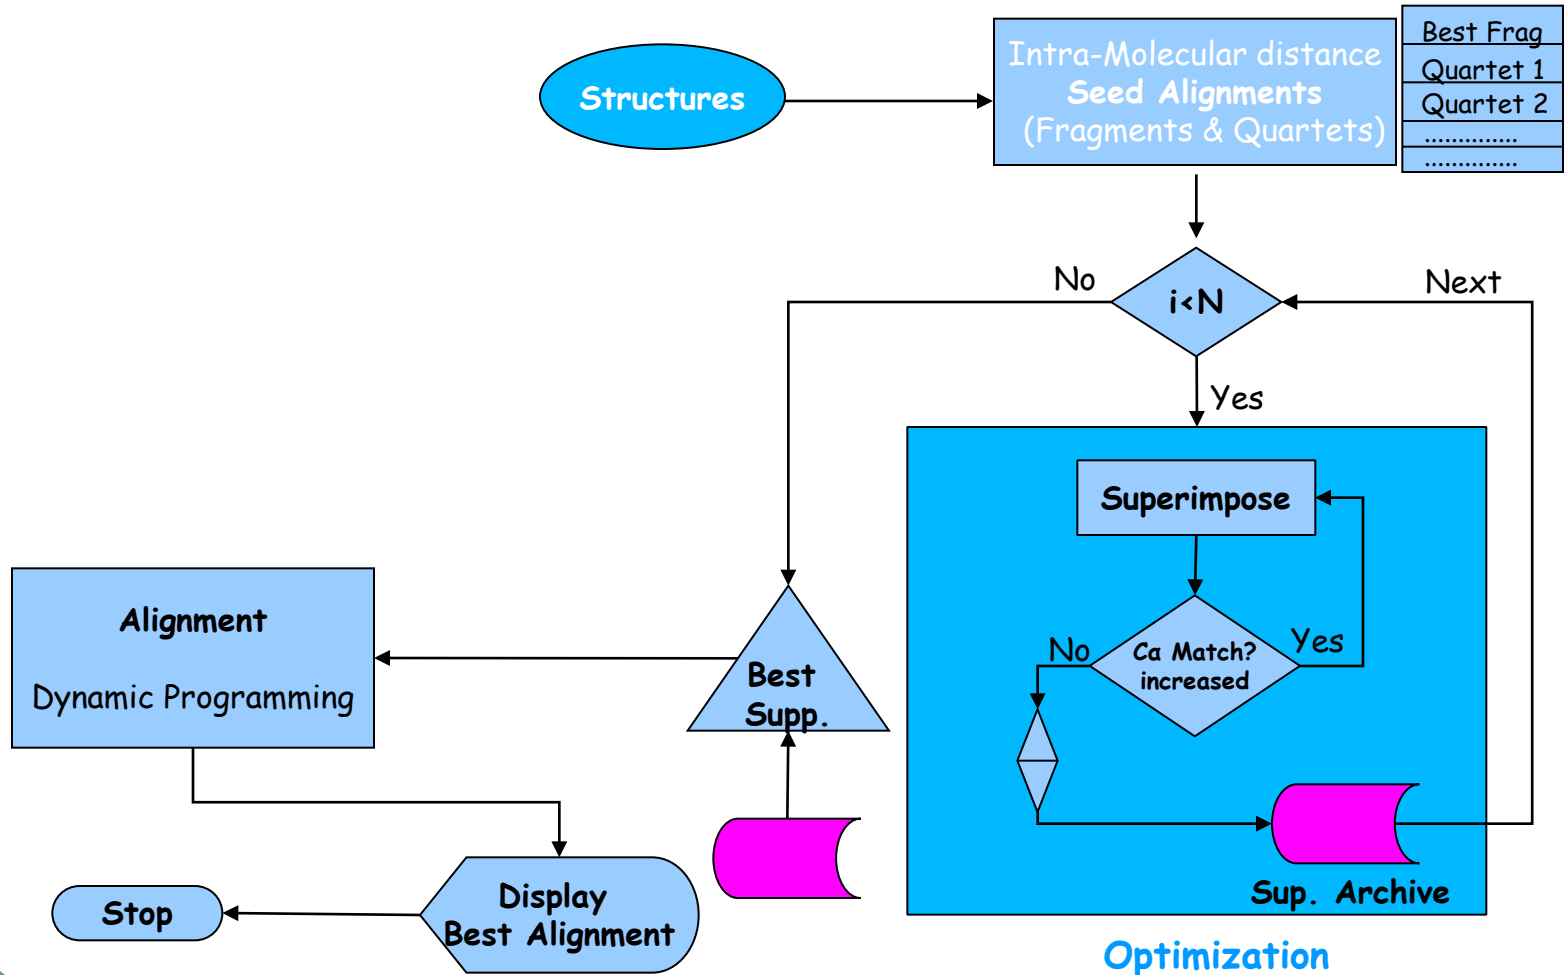 Structures
Intra-Molecular distance
Seed Alignments
(Fragments & Quartets)
Best Frag
Quartet 1
Quartet 2
..............
..............
No
i<N
Next
Yes
Superimpose
No
Ca Match?
increased
Yes
Alignment
Dynamic Programming
Best
Supp.
Sup. Archive
Display
Best Alignment
Stop
Optimization